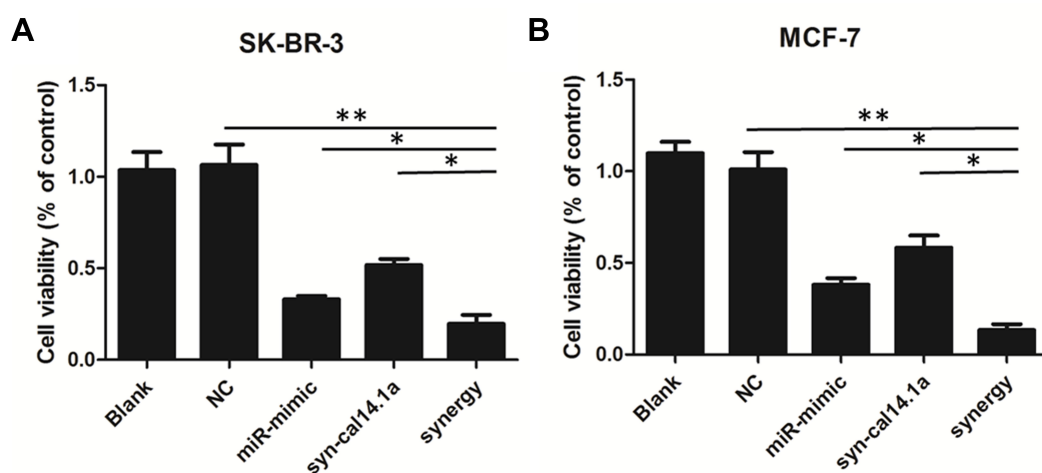 A
SK-BR-3
Cell viability (% of control)
1.5
1.0
0.5
0.0
**
*
*
Blank
NC
miR-mimic
syn-cal14.1a
synergy
B
MCF-7
Cell viability (% of control)
1.5
1.0
0.5
0.0
**
*
*
Blank
NC
miR-mimic
syn-cal14.1a
synergy